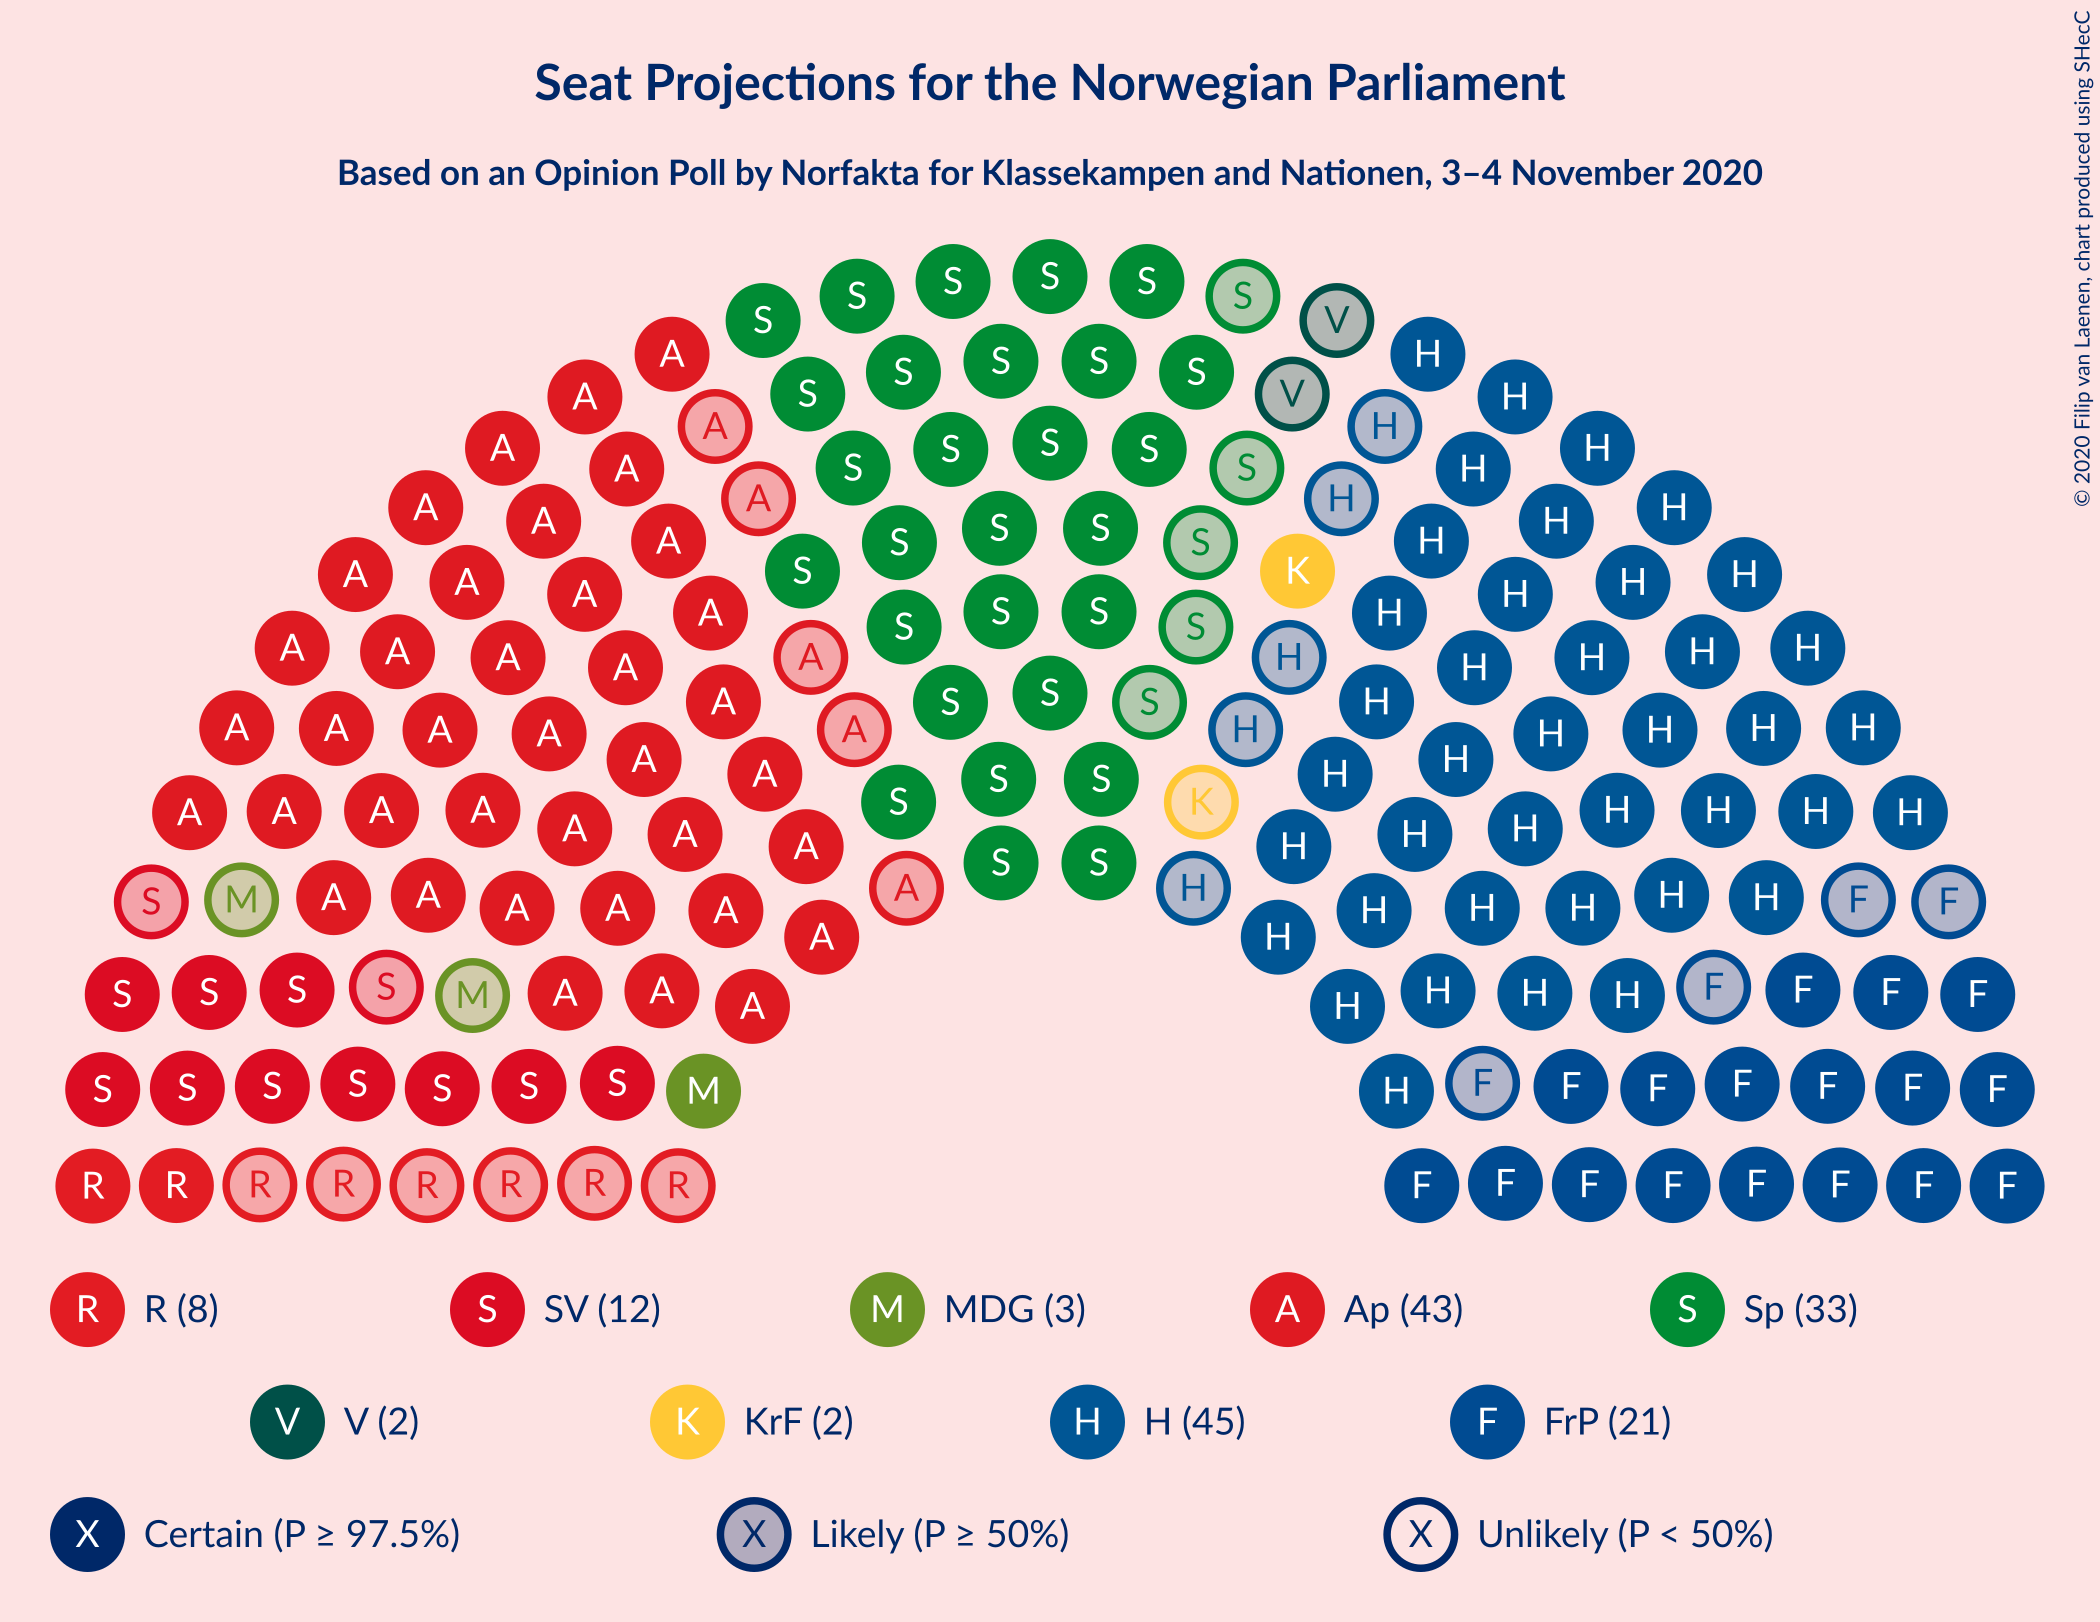 Seat Projections for the Norwegian Parliament
Based on an Opinion Poll by Norfakta for Klassekampen and Nationen, 3–4 November 2020
© 2020 Filip van Laenen, chart produced using SHecC
S S S S S S V
A S S S S S V H
A A S S S S S H H
A A A S S S S K H H H
A A A A S S S S H H H H
A A A A A S S S H H H H H
A A A A A A S S S K H H H H H H
A A A A A A A S S H H H H H H H
S M A A A A A A A H H H H H H H F F
S S S S M A A A H H H H F F F F
S S S S S S S M H F F F F F F F
R R R R R R R R F F F F F F F F
R R (8) S SV (12) M MDG (3) A Ap (43) S Sp (33)
V V (2) K KrF (2) H H (45) F FrP (21)
X Certain (P ≥ 97.5%) X Likely (P ≥ 50%) X Unlikely (P < 50%)